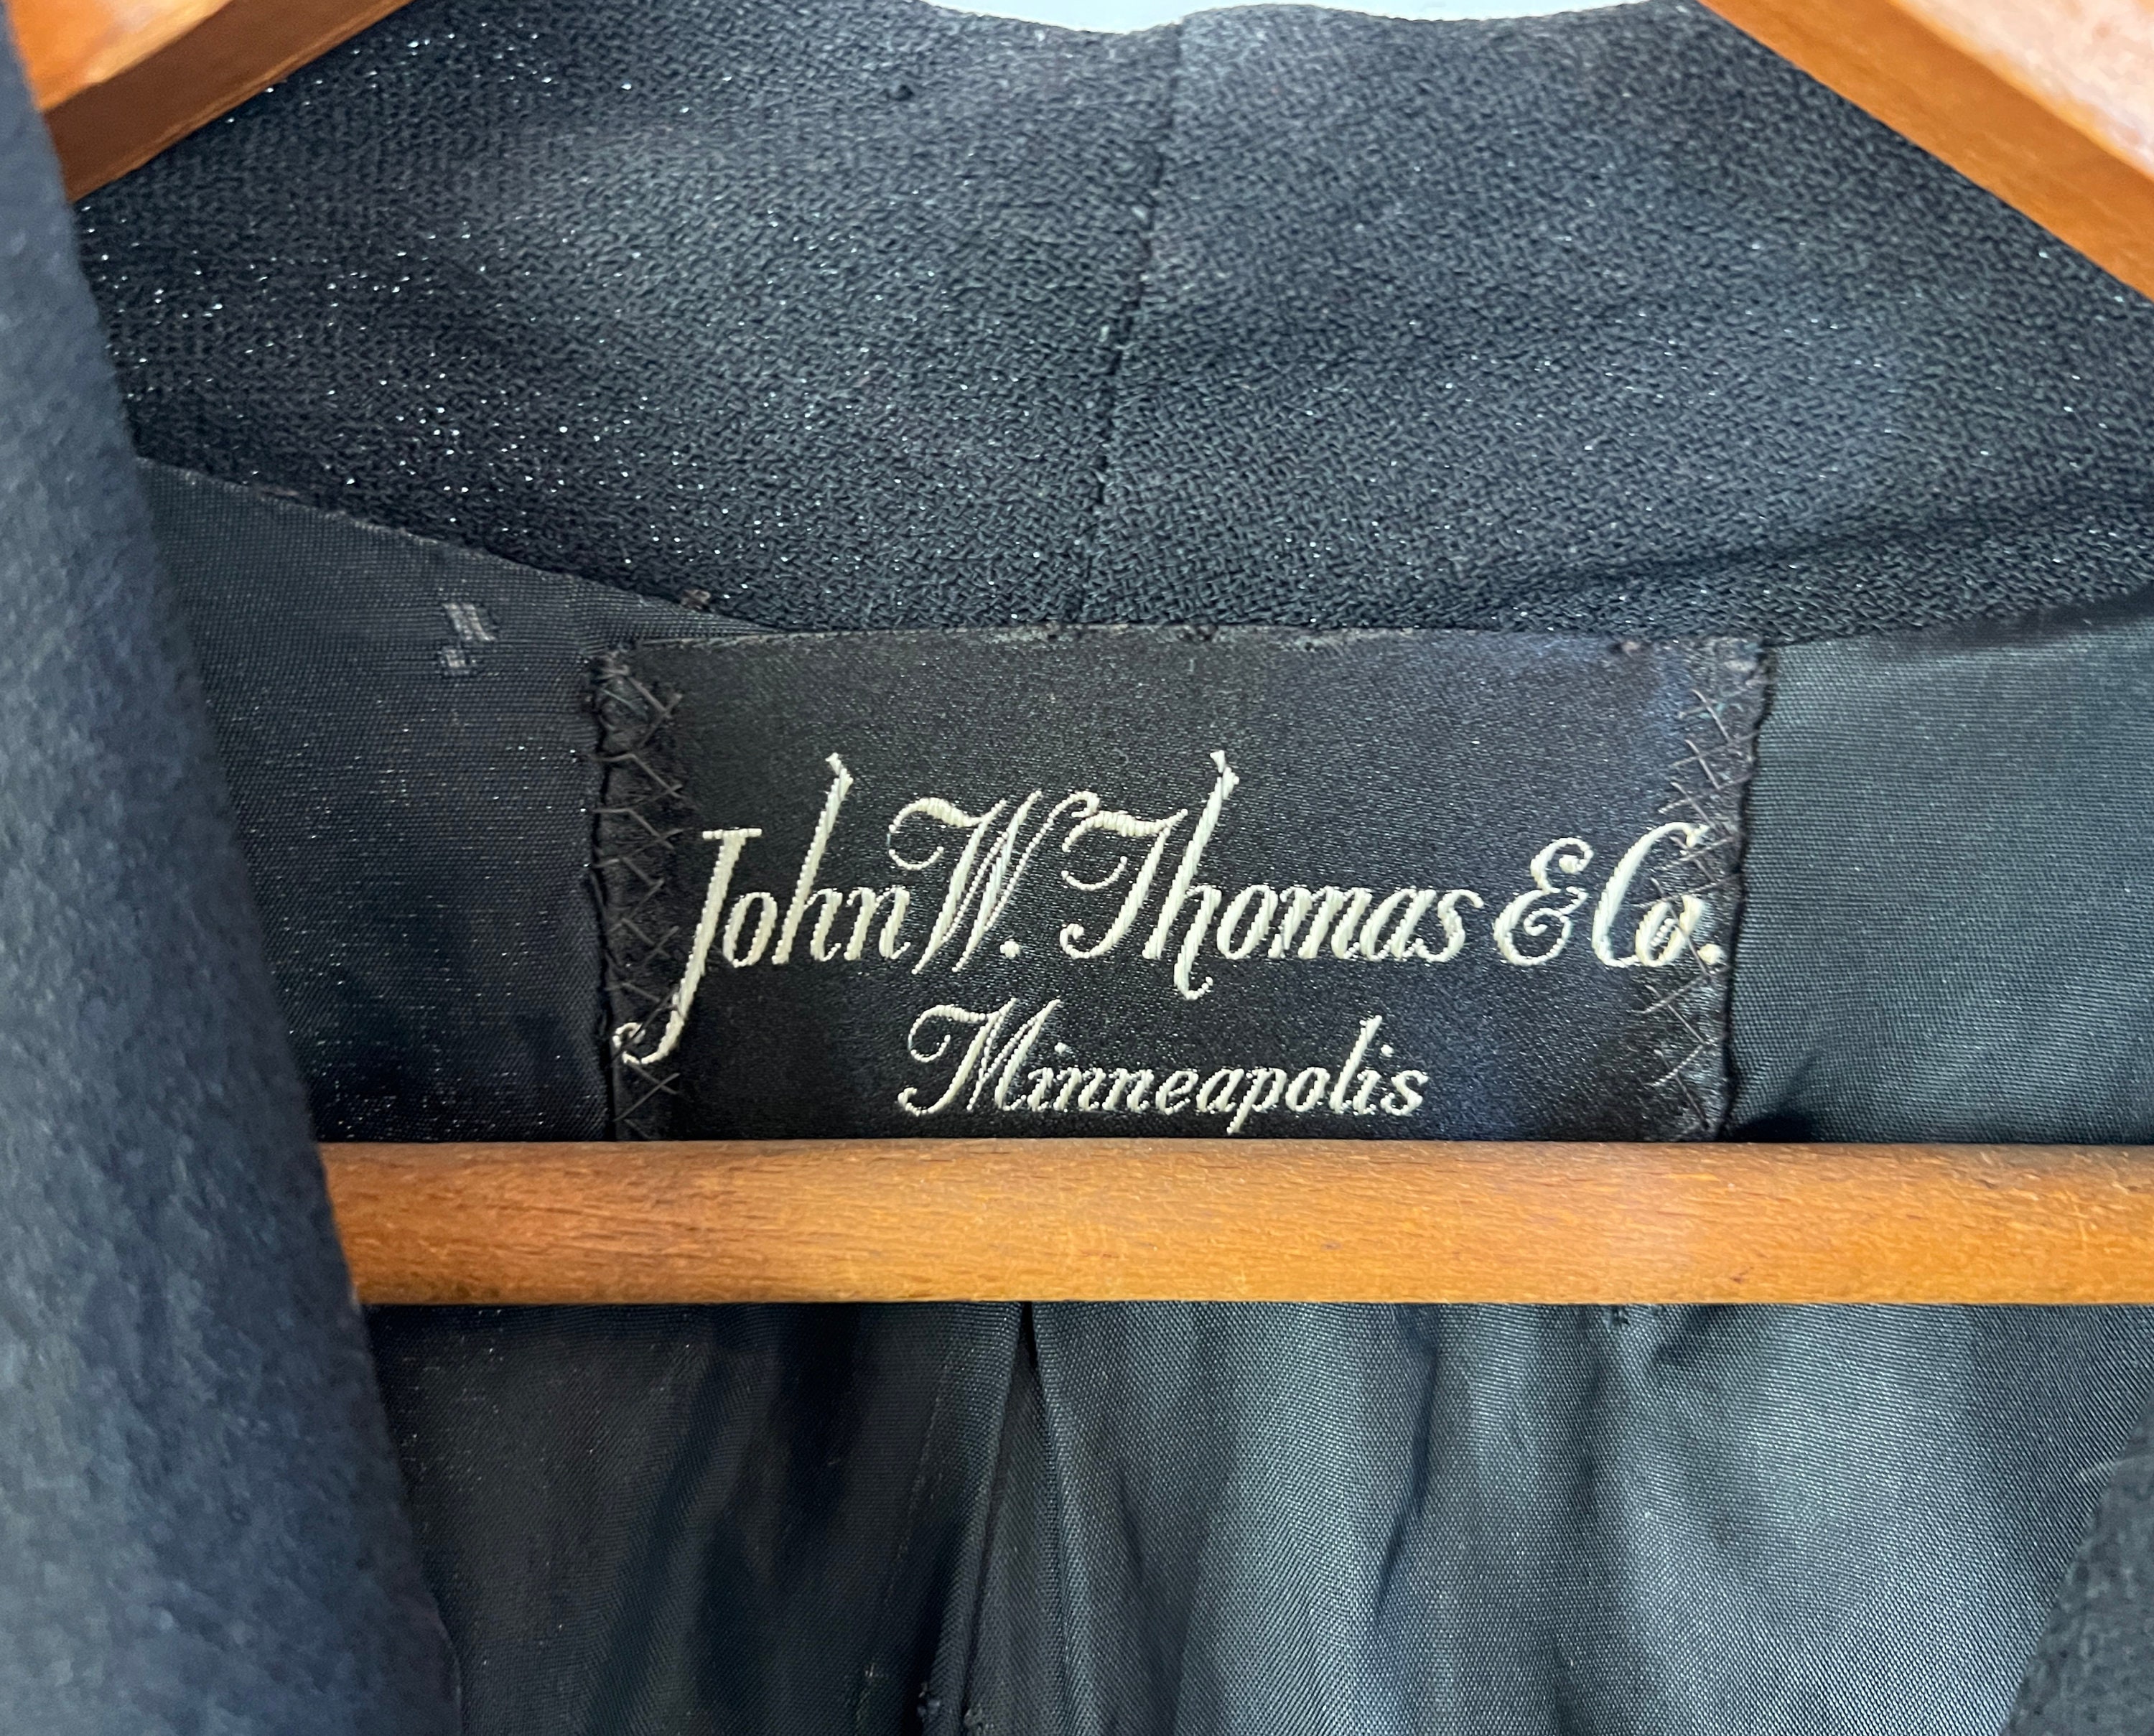 John W. Thomas & Co.
Minneapolis